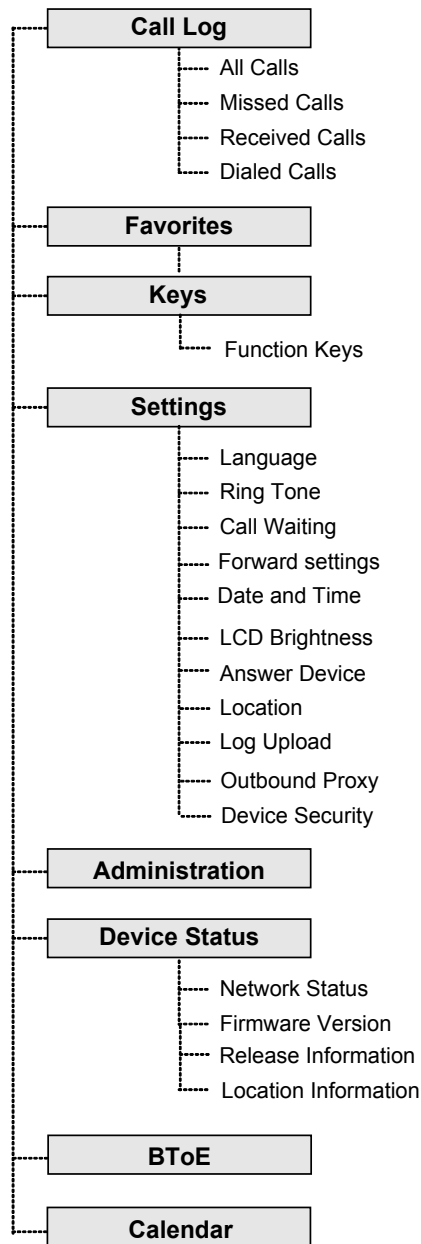 Call Log
All Calls
Missed Calls
Received Calls
Dialed Calls
Favorites
Keys
Function Keys
Settings
Language
Ring Tone
Call Waiting
Forward settings
Date and Time
LCD Brightness
Answer Device
Location
Log Upload
Outbound Proxy
Device Security
Administration
Device Status
Network Status
Firmware Version
Release Information
Location Information
BToE
Calendar